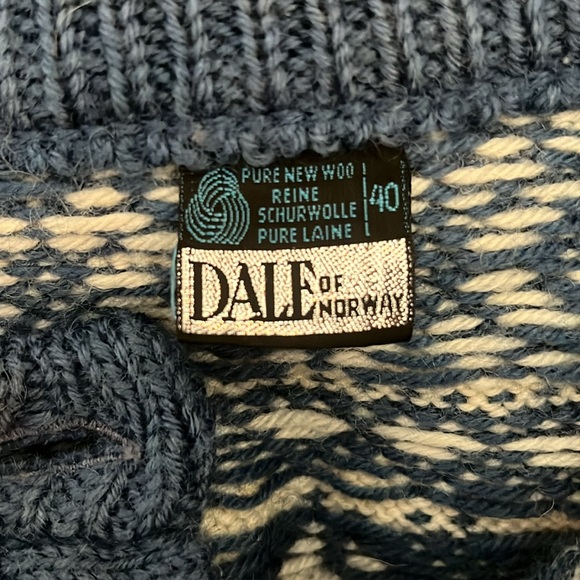 PURE NEW WOO
REINE
SCHURWOLLE
PURE LAINE
40
DALE OF
NORWAY